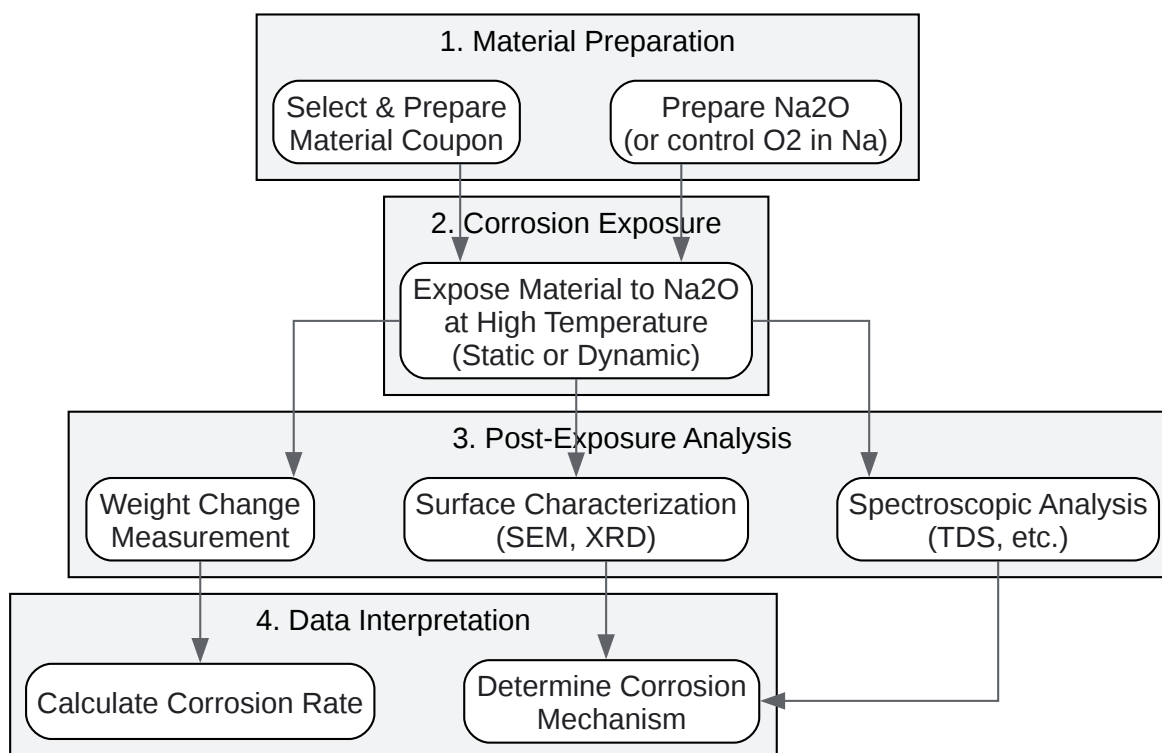 1. Material Preparation
Select & Prepare
Material Coupon
Prepare Na2O
(or control O2 in Na)
2. Corrosion Exposure
Expose Material to Na2O
at High Temperature
(Static or Dynamic)
3. Post-Exposure Analysis
Weight Change
Measurement
Surface Characterization
(SEM, XRD)
Spectroscopic Analysis
(TDS, etc.)
4. Data Interpretation
Calculate Corrosion Rate
Determine Corrosion
Mechanism